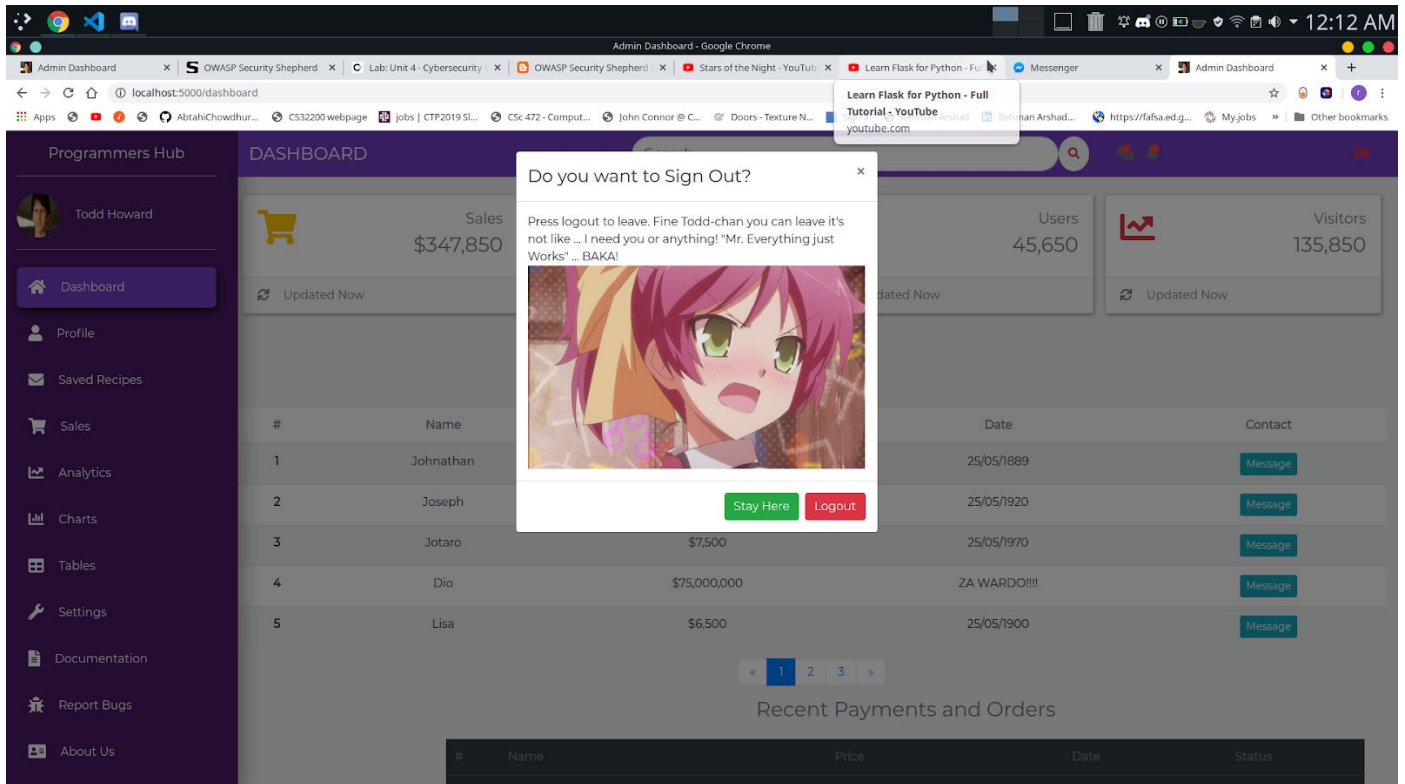 12:12 AM
Admin Dashboard - Google Chrome
Admin Dashboard
OWASP Security Shepherd
Lab: Unit 4 - Cybersecurity
OWASP Security Shepherd
Stars of the Night - YouTub
Learn Flask for Python - Fu
Messenger
Admin Dashboard
localhost:5000/dashboard
Learn Flask for Python - Full
Tutorial - YouTube
youtube.com
Apps
AbtahiChowdhur...
CS32200 webpage
jobs | CTP2019 Sl...
CSc 472 - Comput...
John Connor @ C...
Doors - Texture N...
Arshad...
https://fafsa.ed.g...
My.jobs
»
Other bookmarks
Programmers Hub
DASHBOARD
Todd Howard
Dashboard
Profile
Saved Recipes
Sales
Analytics
Charts
Tables
Settings
Documentation
Report Bugs
About Us
Sales
$347,850
Updated Now
Users
45,650
dated Now
Visitors
135,850
Updated Now
Do you want to Sign Out?
×
Press logout to leave. Fine Todd-chan you can leave it's
not like ... I need you or anything! "Mr. Everything just
Works" ... BAKA!
Stay Here Logout
# Name Date Contact
1 Johnathan 25/05/1889 Message
2 Joseph 25/05/1920 Message
3 Jotaro $7,500 25/05/1970 Message
4 Dio $75,000,000 ZA WARDO!!!! Message
5 Lisa $6,500 25/05/1900 Message
« 1 2 3 »
Recent Payments and Orders
# Name Price Date Status